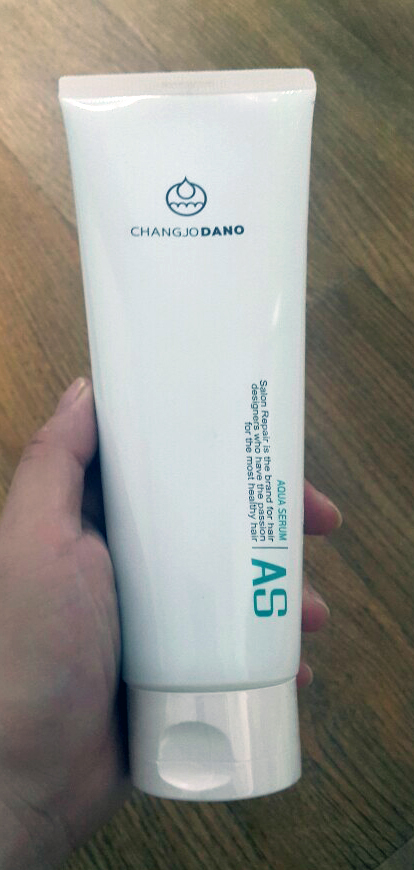 CHANGJODANO
AQUA SERUM
AS
Salon Repair is the brand for hair
designers who have the passion
for the most healthy hair